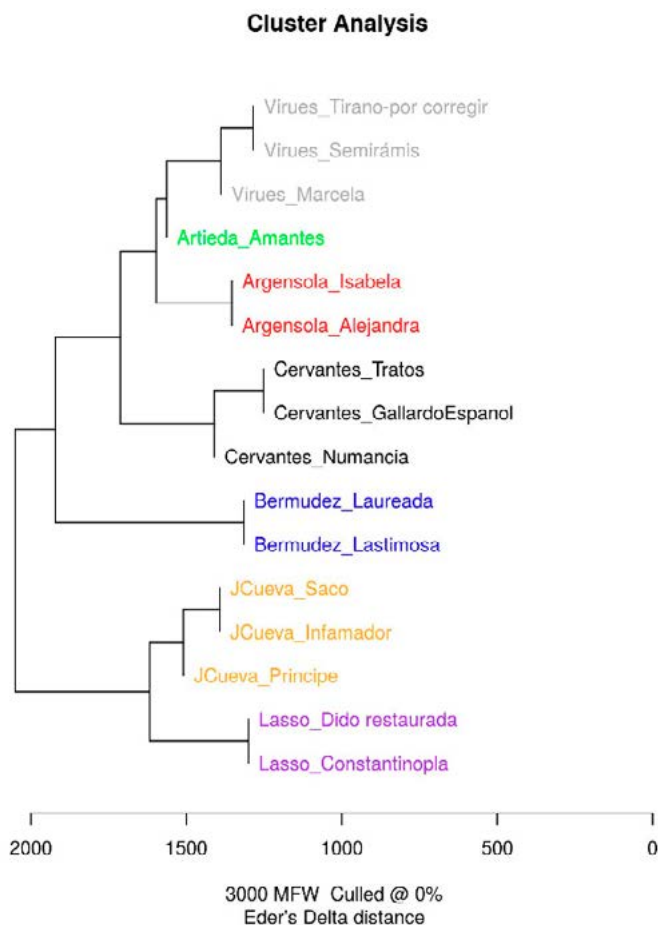 Cluster Analysis
Virues_Tirano-por corregir
Virues_Semirámis
Virues_Marcela
Artieda_Amantes
Argensola_Isabela
Argensola_Alejandra
Cervantes_Tratos
Cervantes_GallardoEspanol
Cervantes_Numancia
Bermudez_Laureada
Bermudez_Lastimosa
JCueva_Saco
JCueva_Infamador
JCueva_Principe
Lasso_Dido restaurada
Lasso_Constantinopla
2000 1500 1000 500 0
3000 MFW Culled @ 0%
Eder's Delta distance